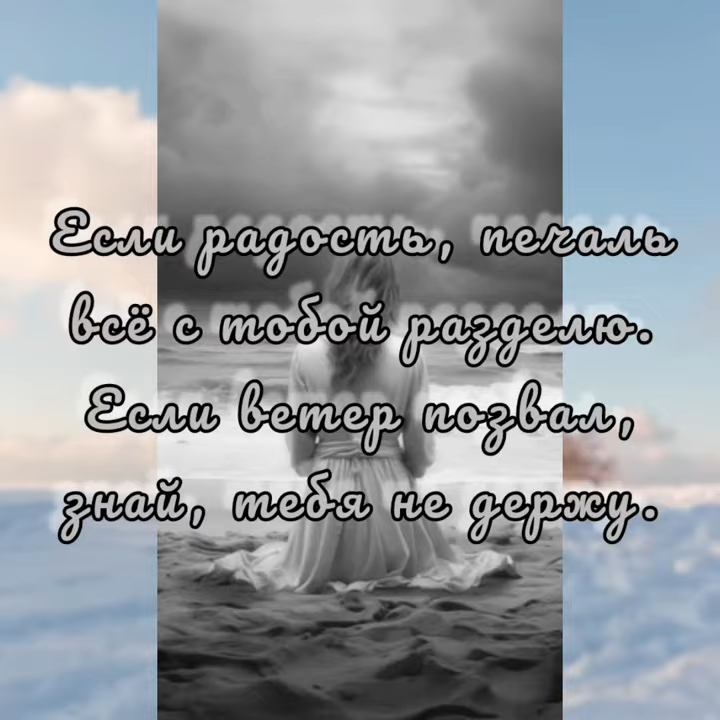 Если радость, печаль
всё с тобой разделю.
Если ветер позвал,
знай, тебя не держу.